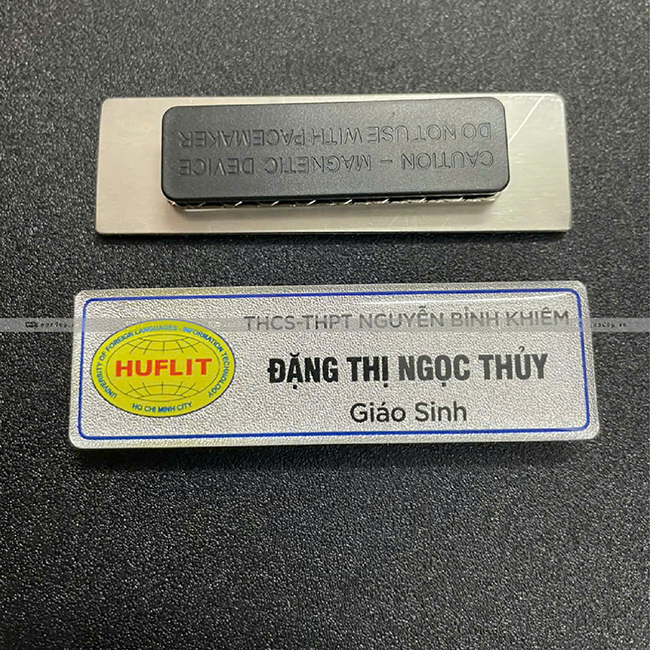 CAUTION – MAGNETIC DEVICE
DO NOT USE WITH PACEMAKER
THCS-THPT NGUYỄN BỈNH KHIÊM
ĐẶNG THỊ NGỌC THỦY
Giáo Sinh
UNIVERSITY OF FOREIGN LANGUAGES - INFORMATION TECHNOLOGY
HUFLIT
HO CHI MINH CITY